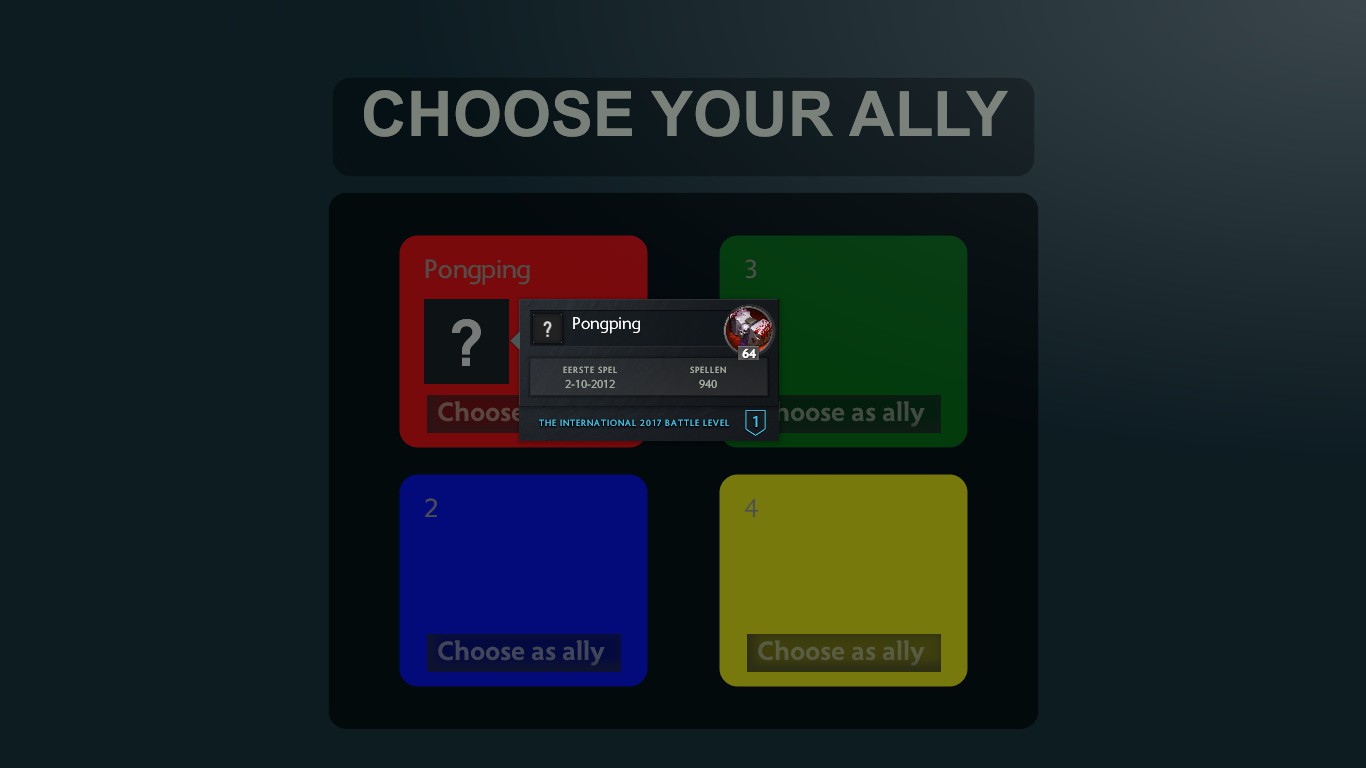 CHOOSE YOUR ALLY
Pongping
?
Choose
? Pongping
64
EERSTE SPEL SPELLEN
2-10-2012 940
THE INTERNATIONAL 2017 BATTLE LEVEL 1
3
hoose as ally
2
Choose as ally
4
Choose as ally